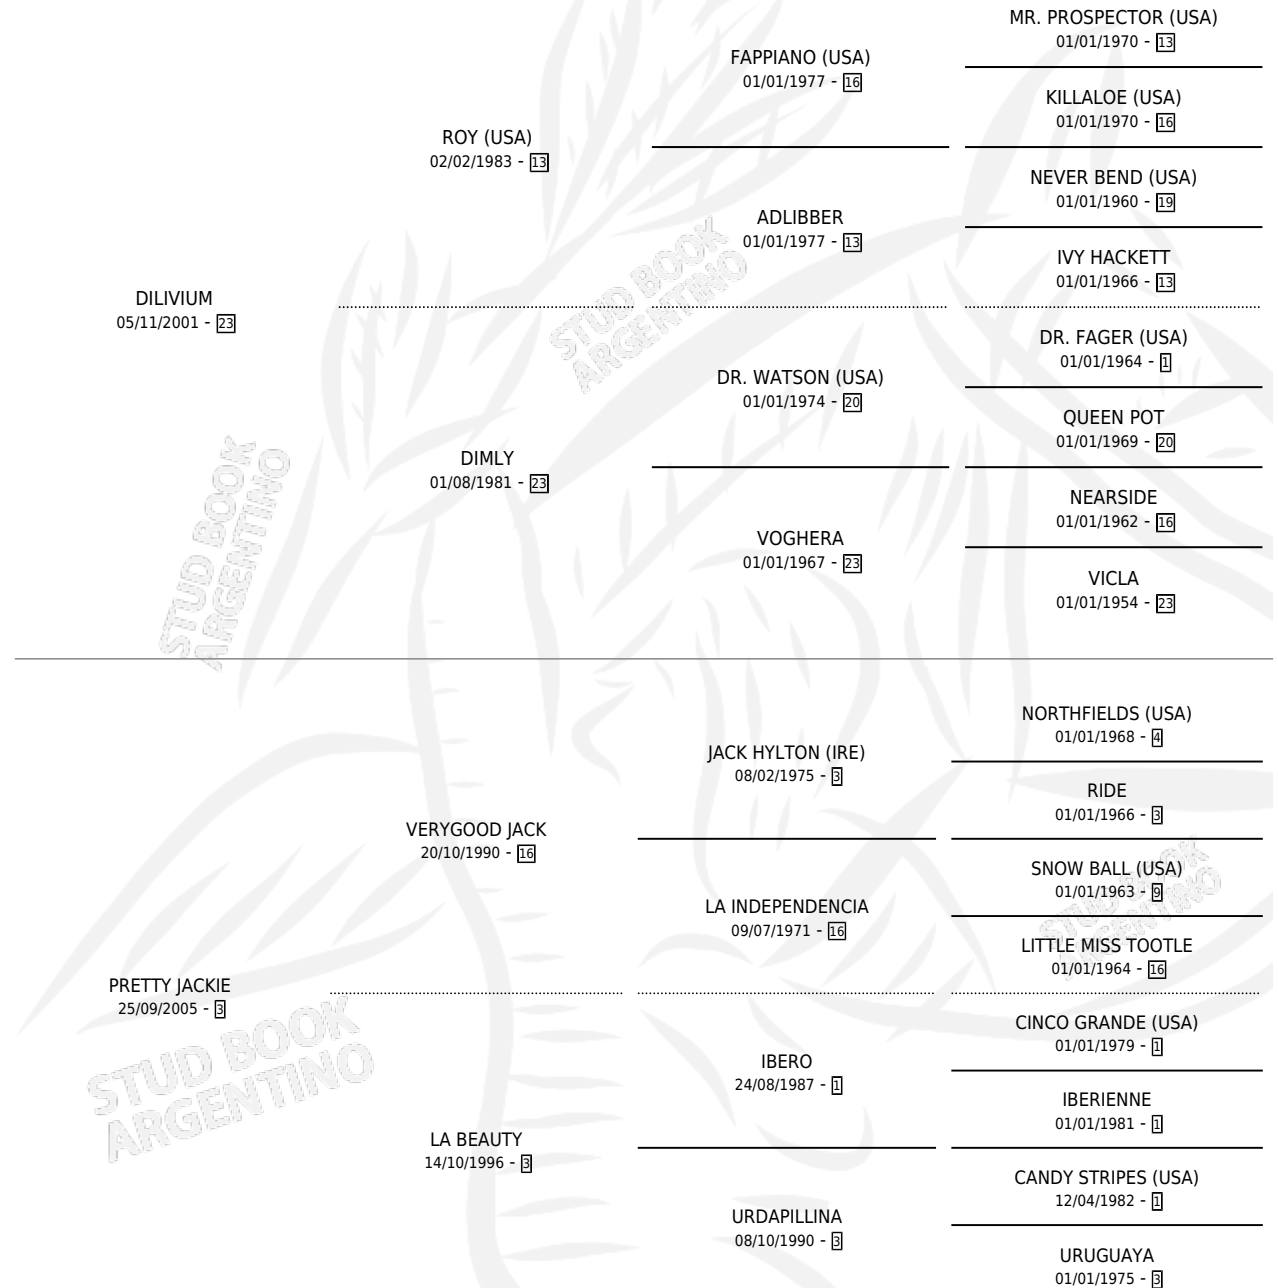 MR. PROSPECTOR (USA)
01/01/1970 - 13
FAPPIANO (USA)
01/01/1977 - 16
KILLALOE (USA)
01/01/1970 - 16
ROY (USA)
02/02/1983 - 13
NEVER BEND (USA)
01/01/1960 - 19
ADLIBBER
01/01/1977 - 13
IVY HACKETT
01/01/1966 - 13
DILIVIUM
05/11/2001 - 23
DR. FAGER (USA)
01/01/1964 - 1
DR. WATSON (USA)
01/01/1974 - 20
QUEEN POT
01/01/1969 - 20
DIMLY
01/08/1981 - 23
NEARSIDE
01/01/1962 - 16
VOGHERA
01/01/1967 - 23
VICLA
01/01/1954 - 23
STUD BOOK
ARGENTINO
STUD BOOK
ARGENTINO
NORTHFIELDS (USA)
01/01/1968 - 4
JACK HYLTON (IRE)
08/02/1975 - 3
RIDE
01/01/1966 - 3
VERYGOOD JACK
20/10/1990 - 16
SNOW BALL (USA)
01/01/1963 - 9
LA INDEPENDENCIA
09/07/1971 - 16
LITTLE MISS TOOTLE
01/01/1964 - 16
STUD BOOK
ARGENTINO
PRETTY JACKIE
25/09/2005 - 3
CINCO GRANDE (USA)
01/01/1979 - 1
IBERO
24/08/1987 - 1
IBERIENNE
01/01/1981 - 1
STUD BOOK
ARGENTINO
LA BEAUTY
14/10/1996 - 3
CANDY STRIPES (USA)
12/04/1982 - 1
URDAPILLINA
08/10/1990 - 3
URUGUAYA
01/01/1975 - 3